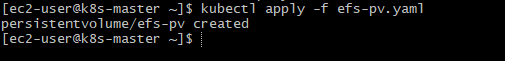 [ec2-user@k8s-master ~]$ kubectl apply -f efs-pv.yaml
persistentvolume/efs-pv created
[ec2-user@k8s-master ~]$